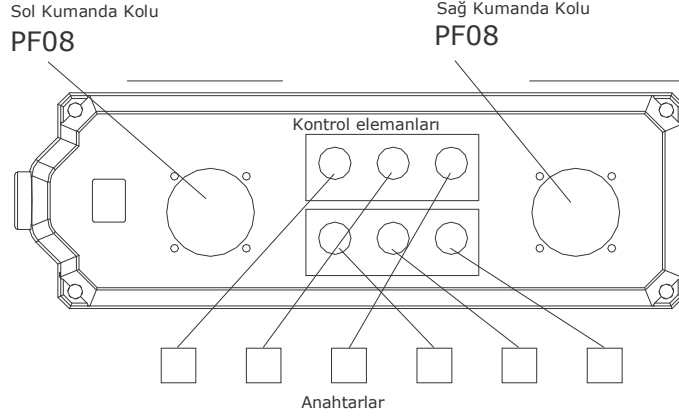 Sol Kumanda Kolu
PF08
Sağ Kumanda Kolu
PF08
Kontrol elemanları
Anahtarlar